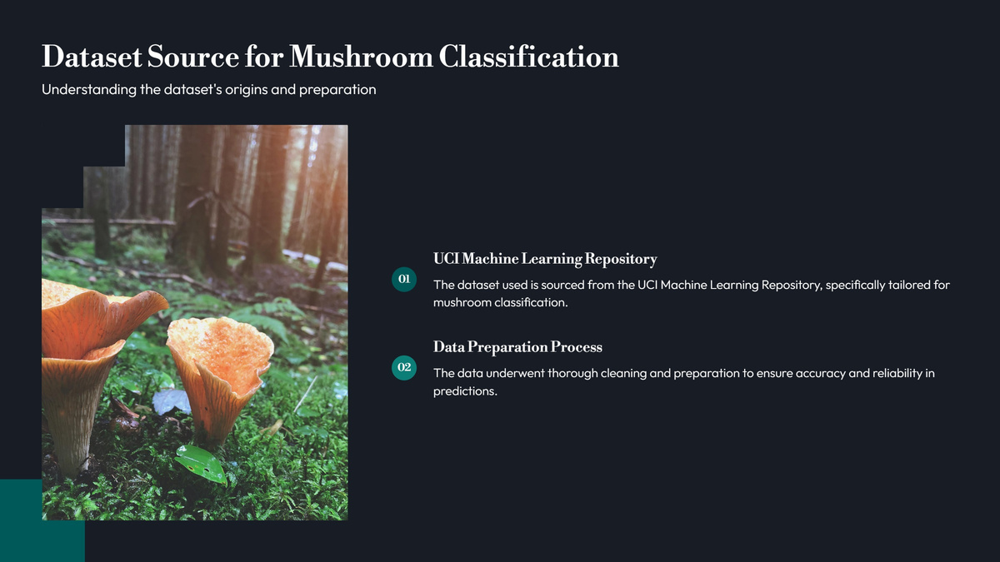 Dataset Source for Mushroom Classification
Understanding the dataset's origins and preparation
UCI Machine Learning Repository
01
The dataset used is sourced from the UCI Machine Learning Repository, specifically tailored for
mushroom classification.
Data Preparation Process
02
The data underwent thorough cleaning and preparation to ensure accuracy and reliability in
predictions.